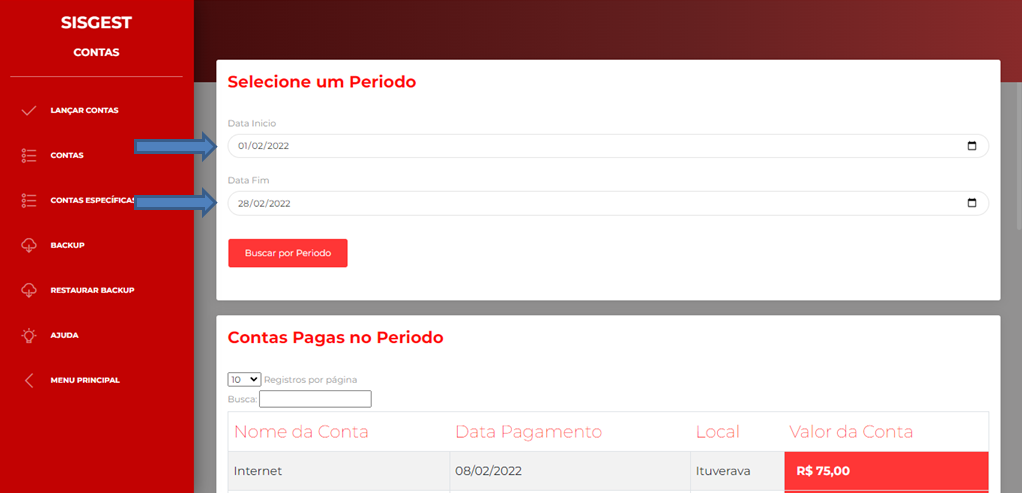 SISGEST
CONTAS
LANÇAR CONTAS
CONTAS
CONTAS ESPECÍFICAS
BACKUP
RESTAURAR BACKUP
AJUDA
MENU PRINCIPAL
Selecione um Periodo
Data Inicio
01/02/2022
Data Fim
28/02/2022
Buscar por Periodo
Contas Pagas no Periodo
10 Registros por página
Busca:
Nome da Conta Data Pagamento Local Valor da Conta
Internet 08/02/2022 Ituverava R$ 75,00